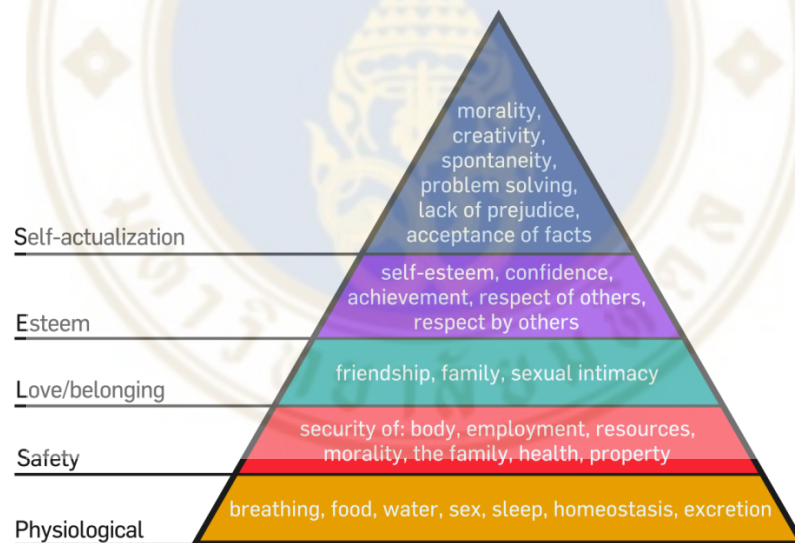 morality,
creativity,
spontaneity,
problem solving,
lack of prejudice,
acceptance of facts
Self-actualization
self-esteem, confidence,
achievement, respect of others,
respect by others
Esteem
friendship, family, sexual intimacy
Love/belonging
security of: body, employment, resources,
morality, the family, health, property
Safety
breathing, food, water, sex, sleep, homeostasis, excretion
Physiological